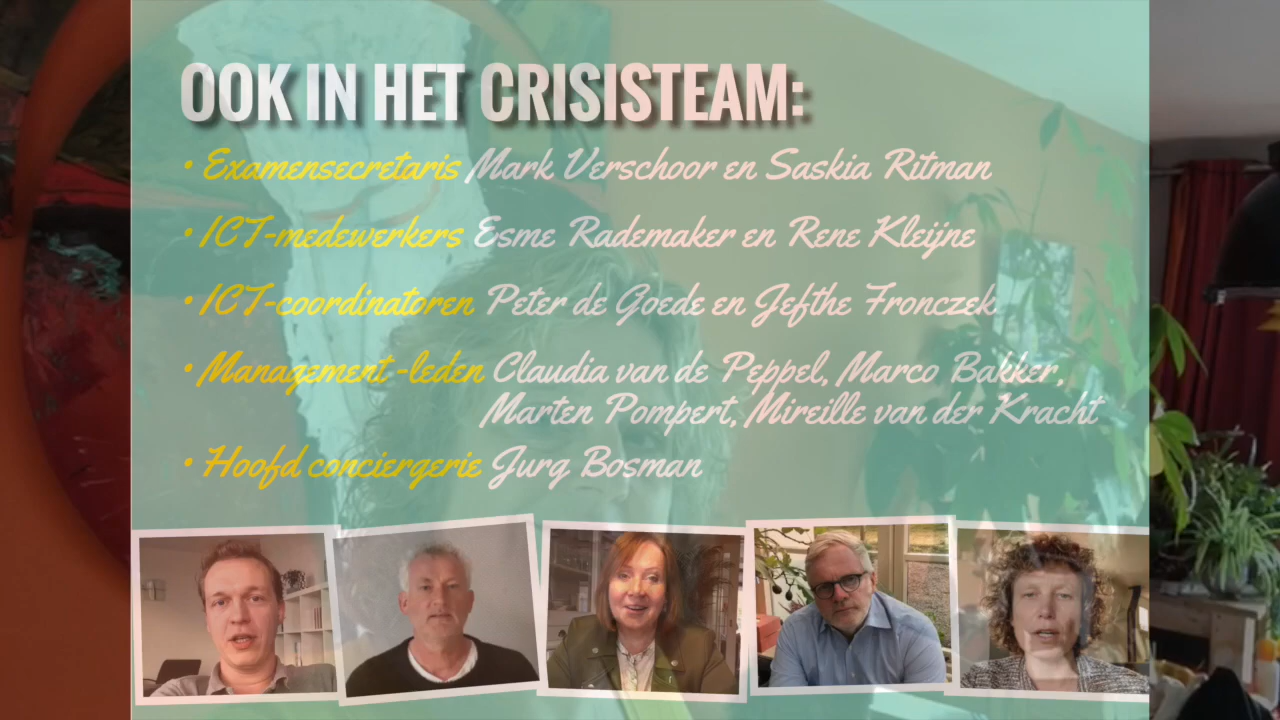 OOK IN HET CRISISTEAM:
• Examensecretaris Mark Verschoor en Saskia Ritman
• ICT-medewerkers Esme Rademaker en Rene Kleijne
• ICT-coordinatoren Peter de Goede en Jefthe Fronczek
• Management-leden Claudia van de Peppel, Marco Bakker,
Marten Pompert, Mireille van der Kracht
• Hoofd conciergerie Jurg Bosman